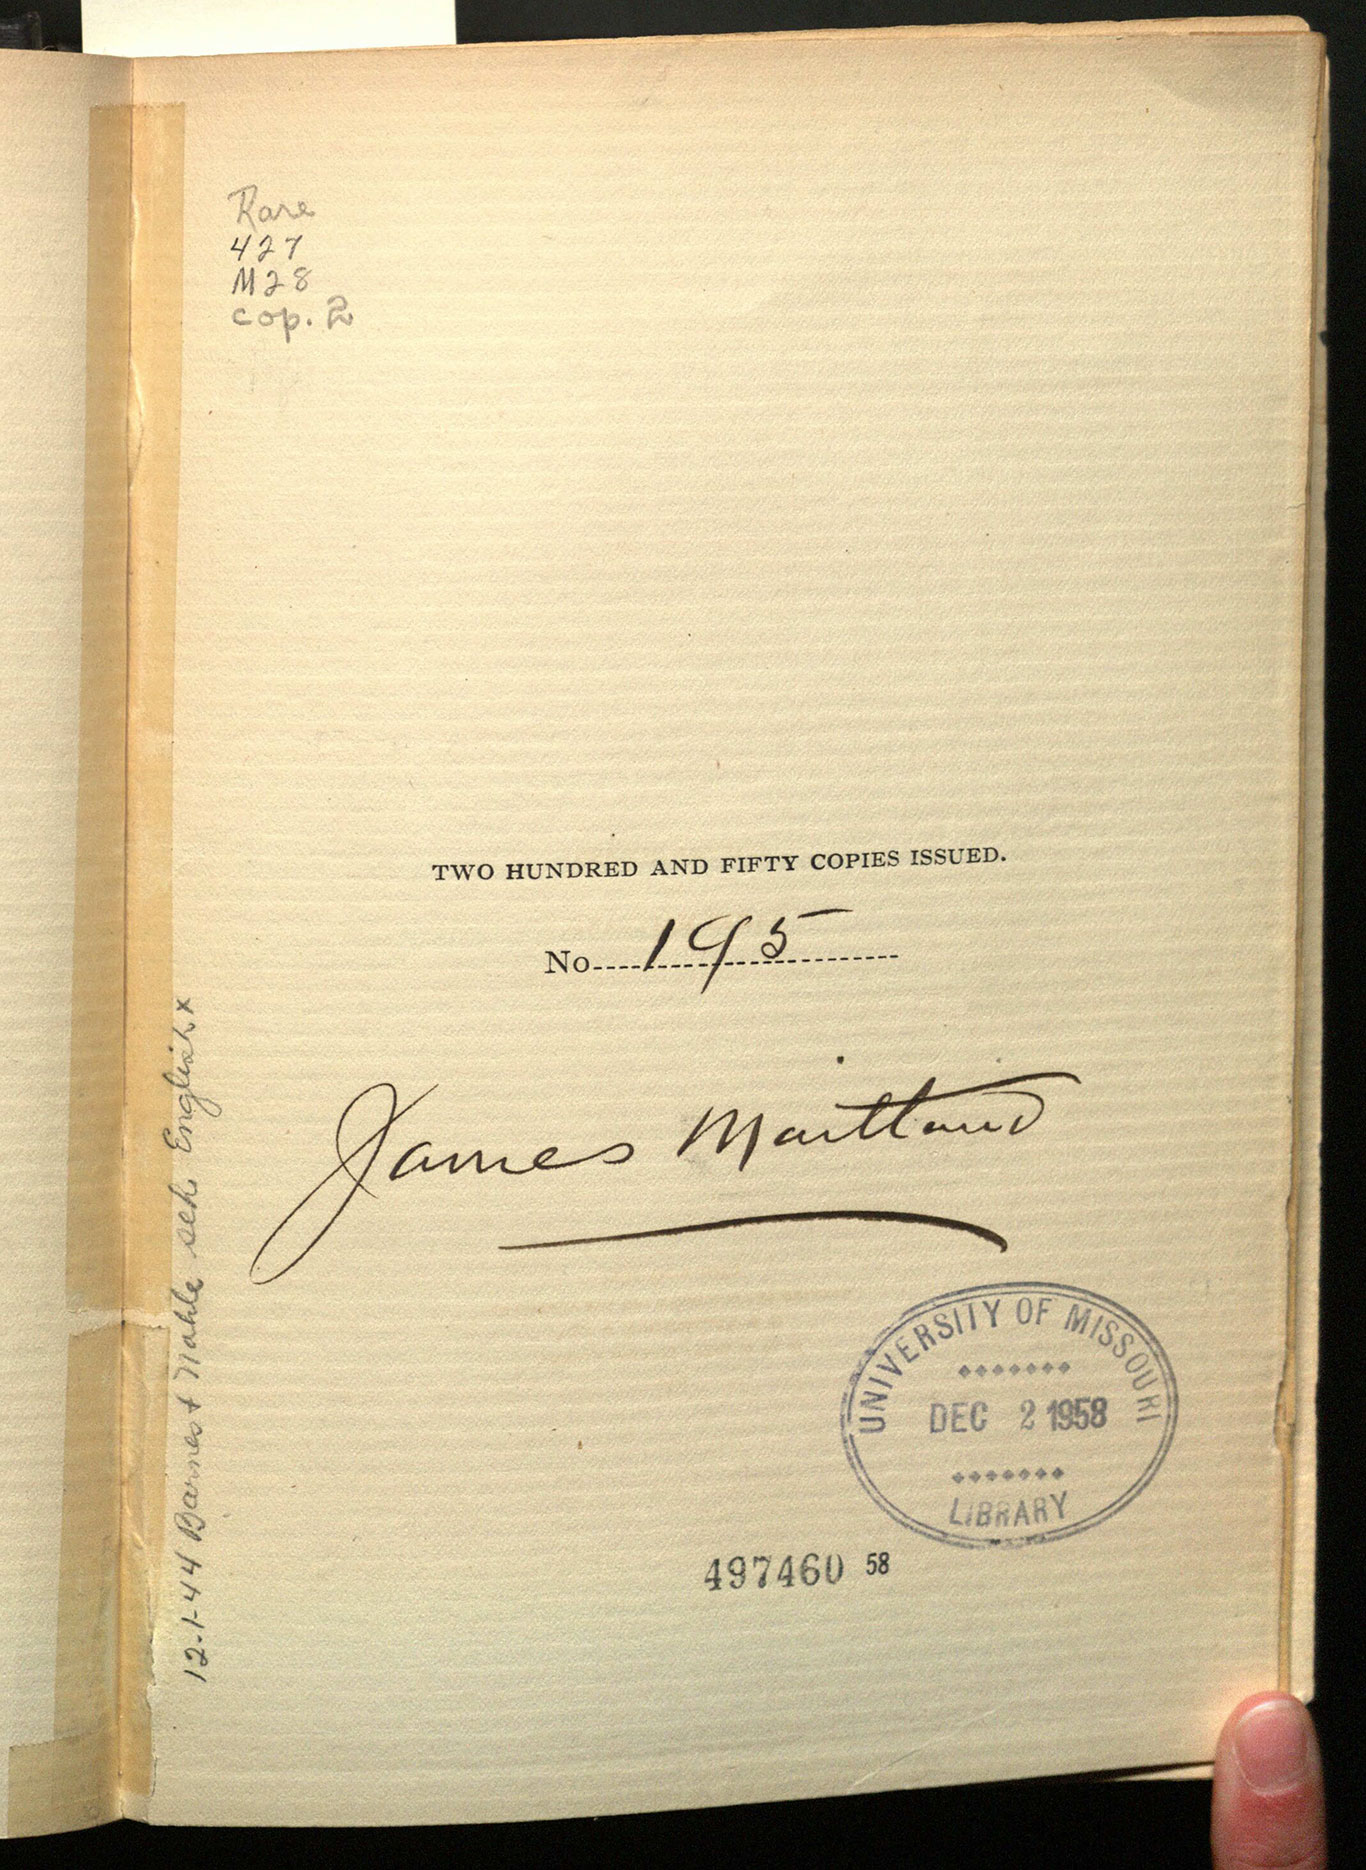 Rare
427
M28
cop. 2
TWO HUNDRED AND FIFTY COPIES ISSUED.
No 195
James Maitland
UNIVERSITY OF MISSOURI
DEC 2 1958
LIBRARY
497460 58
12-1-44 Barnes + Noble sek English x